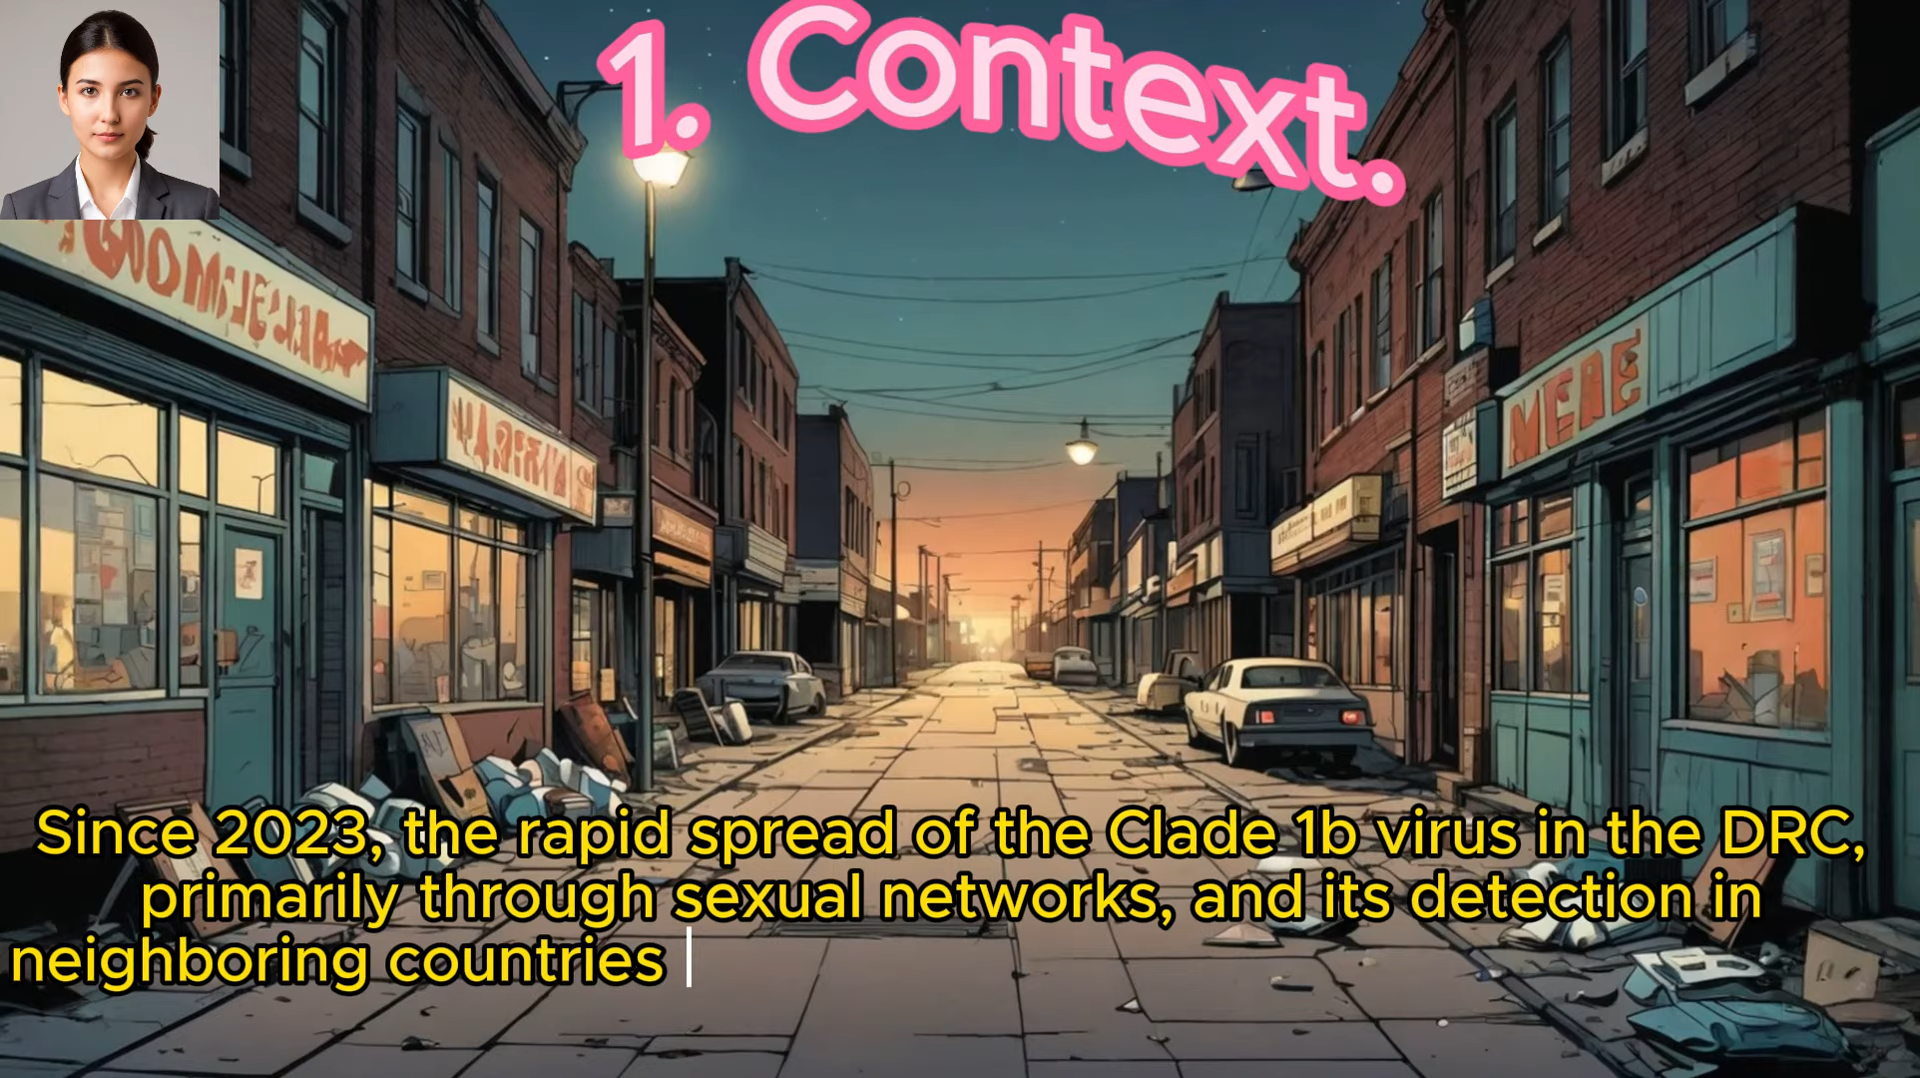 1. Context.
Since 2023, the rapid spread of the Clade 1b virus in the DRC,
primarily through sexual networks, and its detection in
neighboring countries